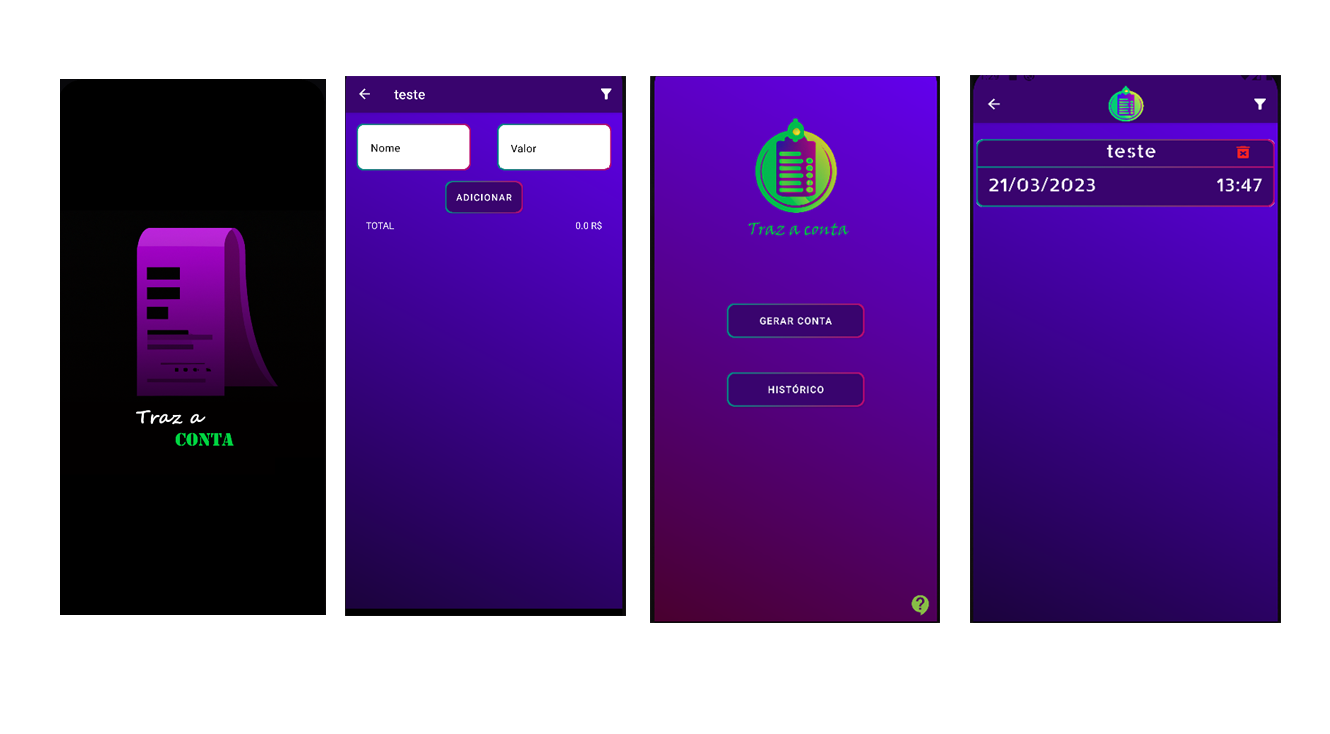 Traz a
CONTA
teste
Nome
Valor
ADICIONAR
TOTAL
0.0 R$
Traz a conta
GERAR CONTA
HISTÓRICO
?
teste
21/03/2023
13:47